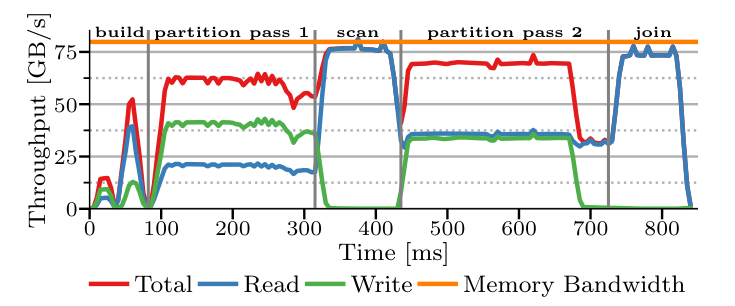 build partition pass 1 scan partition pass 2 join
Throughput [GB/s]
75
50
25
0
0 100 200 300 400 500 600 700 800
Time [ms]
Total Read Write Memory Bandwidth